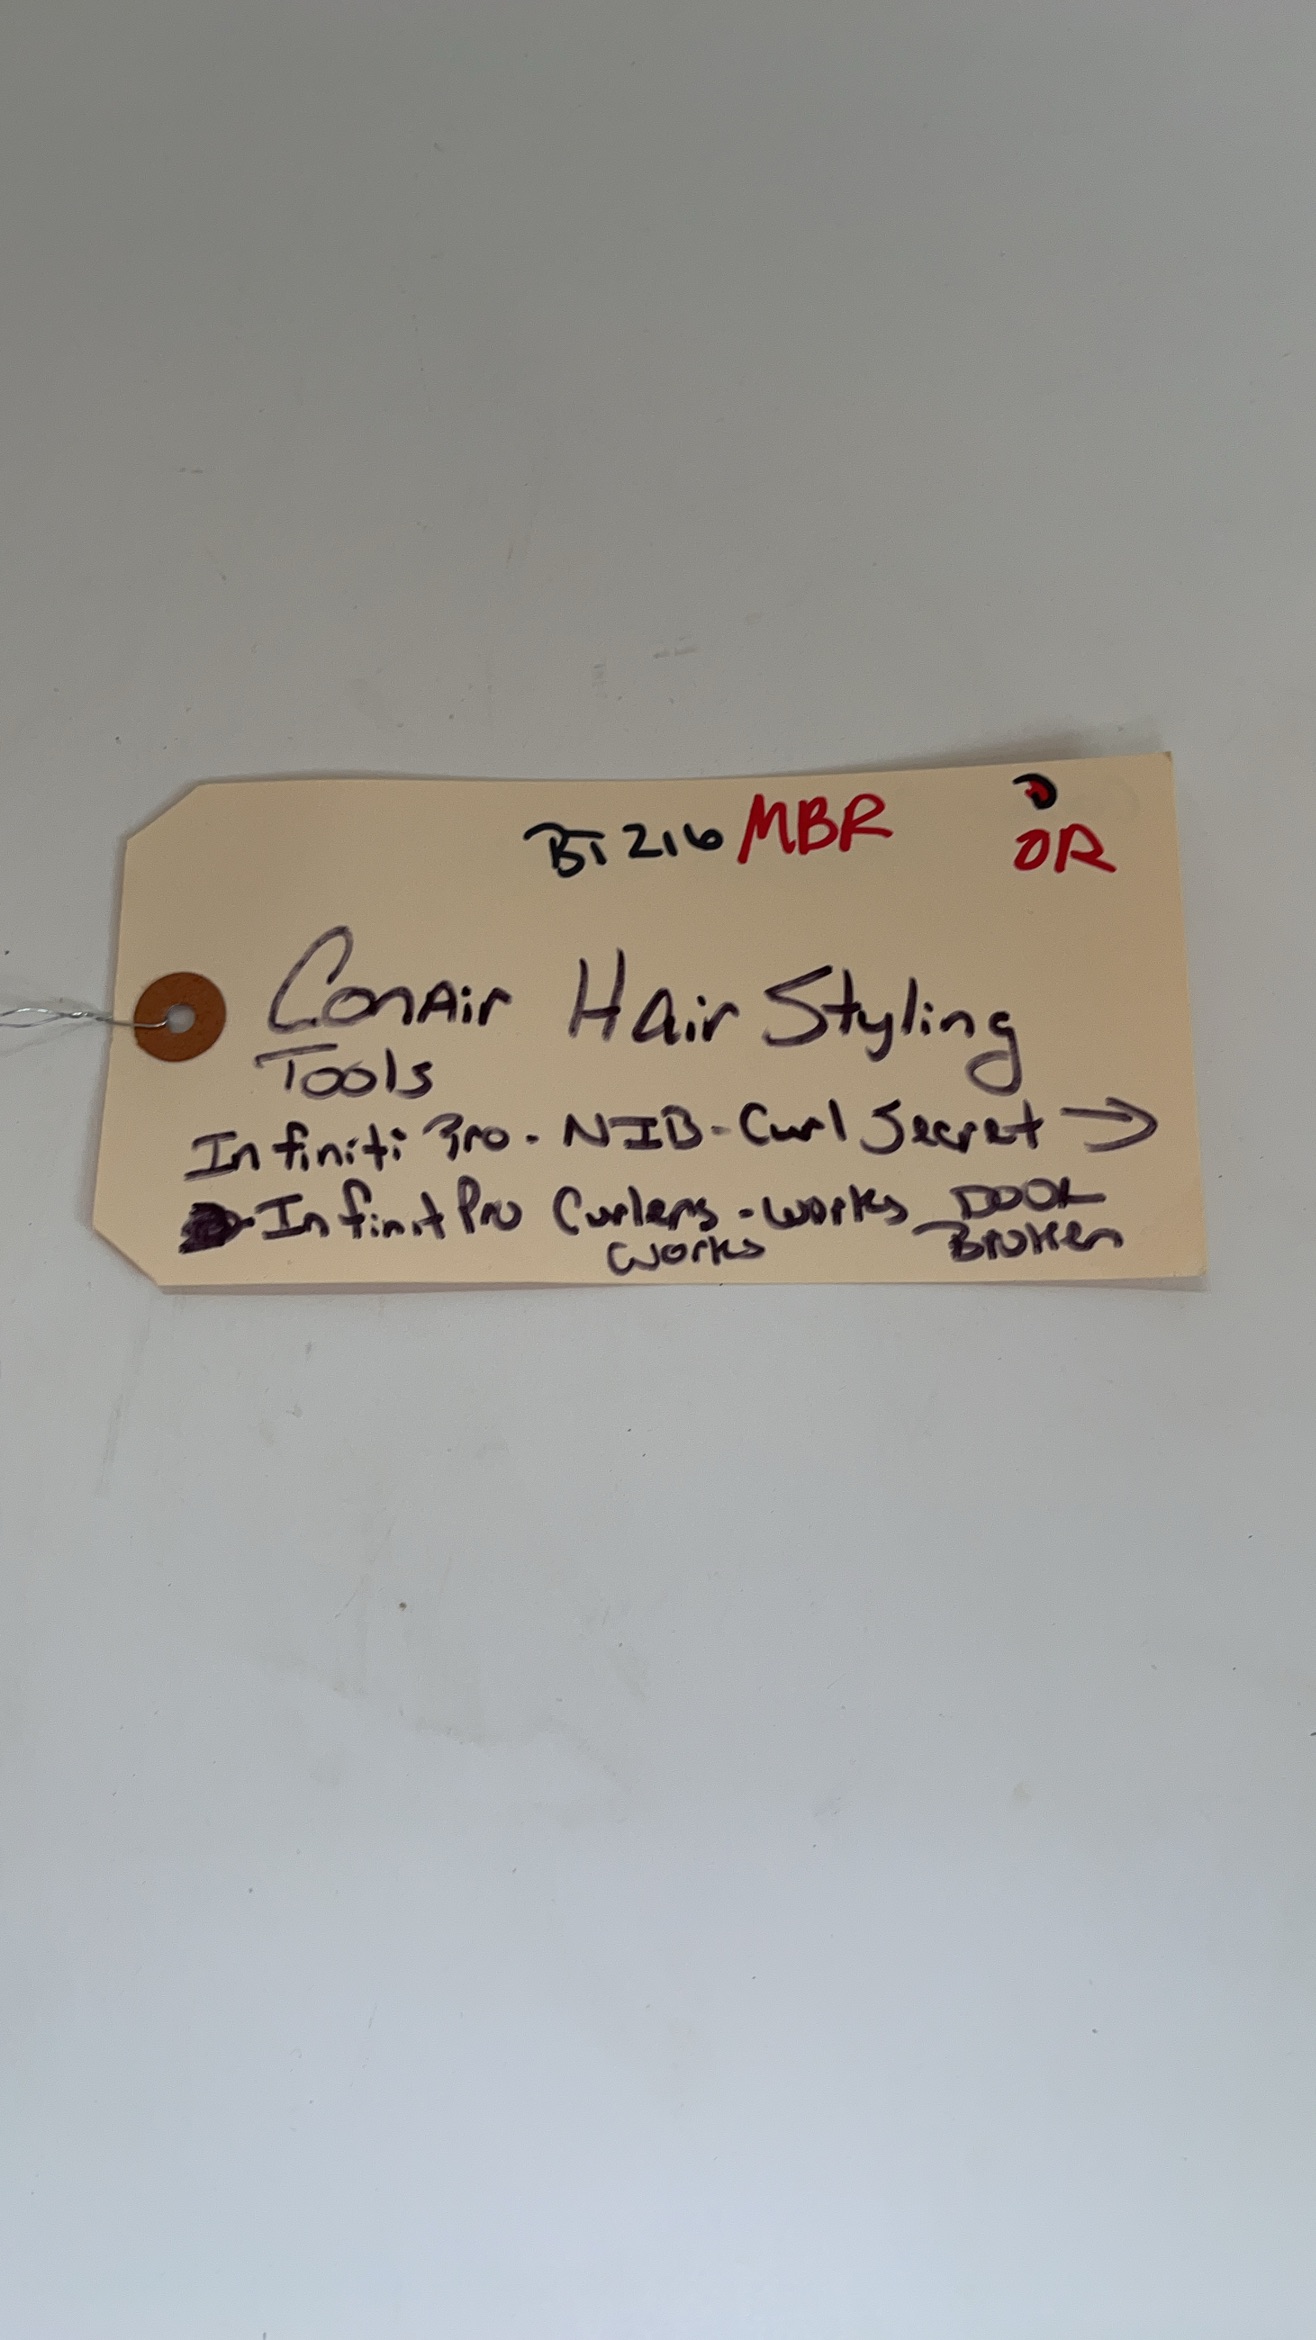 BT 216 MBR OR
Conair Hair Styling
Tools
Infiniti Pro - NIB - Curl Secret →
Infinit Pro Curlers - works DOOR
works Broken